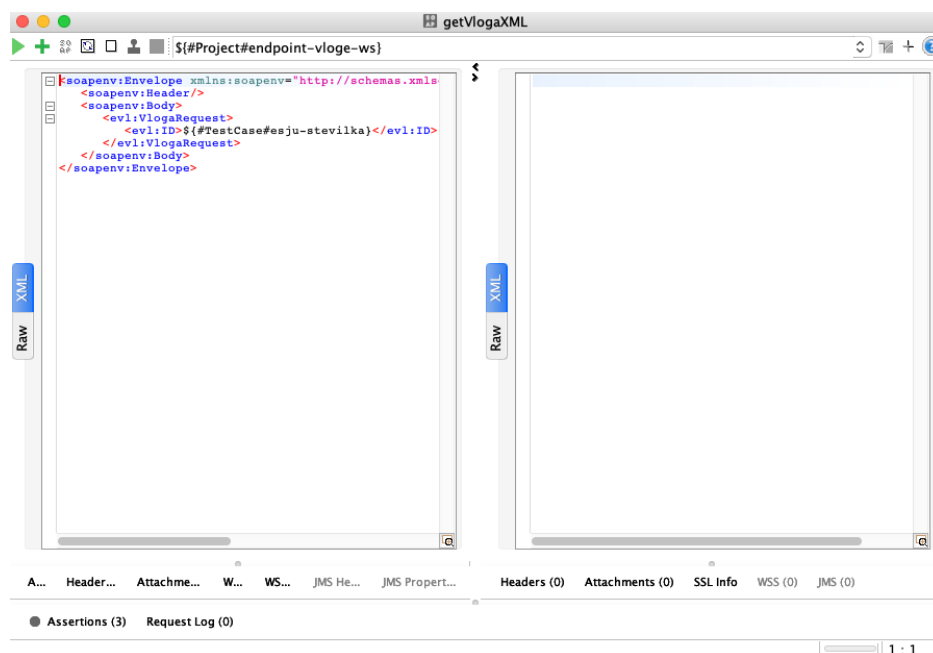 getVlogaXML
${#Project#endpoint-vloge-ws}
<soapenv:Envelope xmlns:soapenv="http://schemas.xmls
<soapenv:Header/>
<soapenv:Body>
<evl:VlogaRequest>
<evl:ID>${#TestCase#esju-stevilka}</evl:ID>
</evl:VlogaRequest>
</soapenv:Body>
</soapenv:Envelope>
XML
Raw
XML
Raw
A... Header... Attachme... W... WS... JMS He... JMS Propert...
Headers (0) Attachments (0) SSL Info WSS (0) JMS (0)
Assertions (3) Request Log (0)
1 : 1